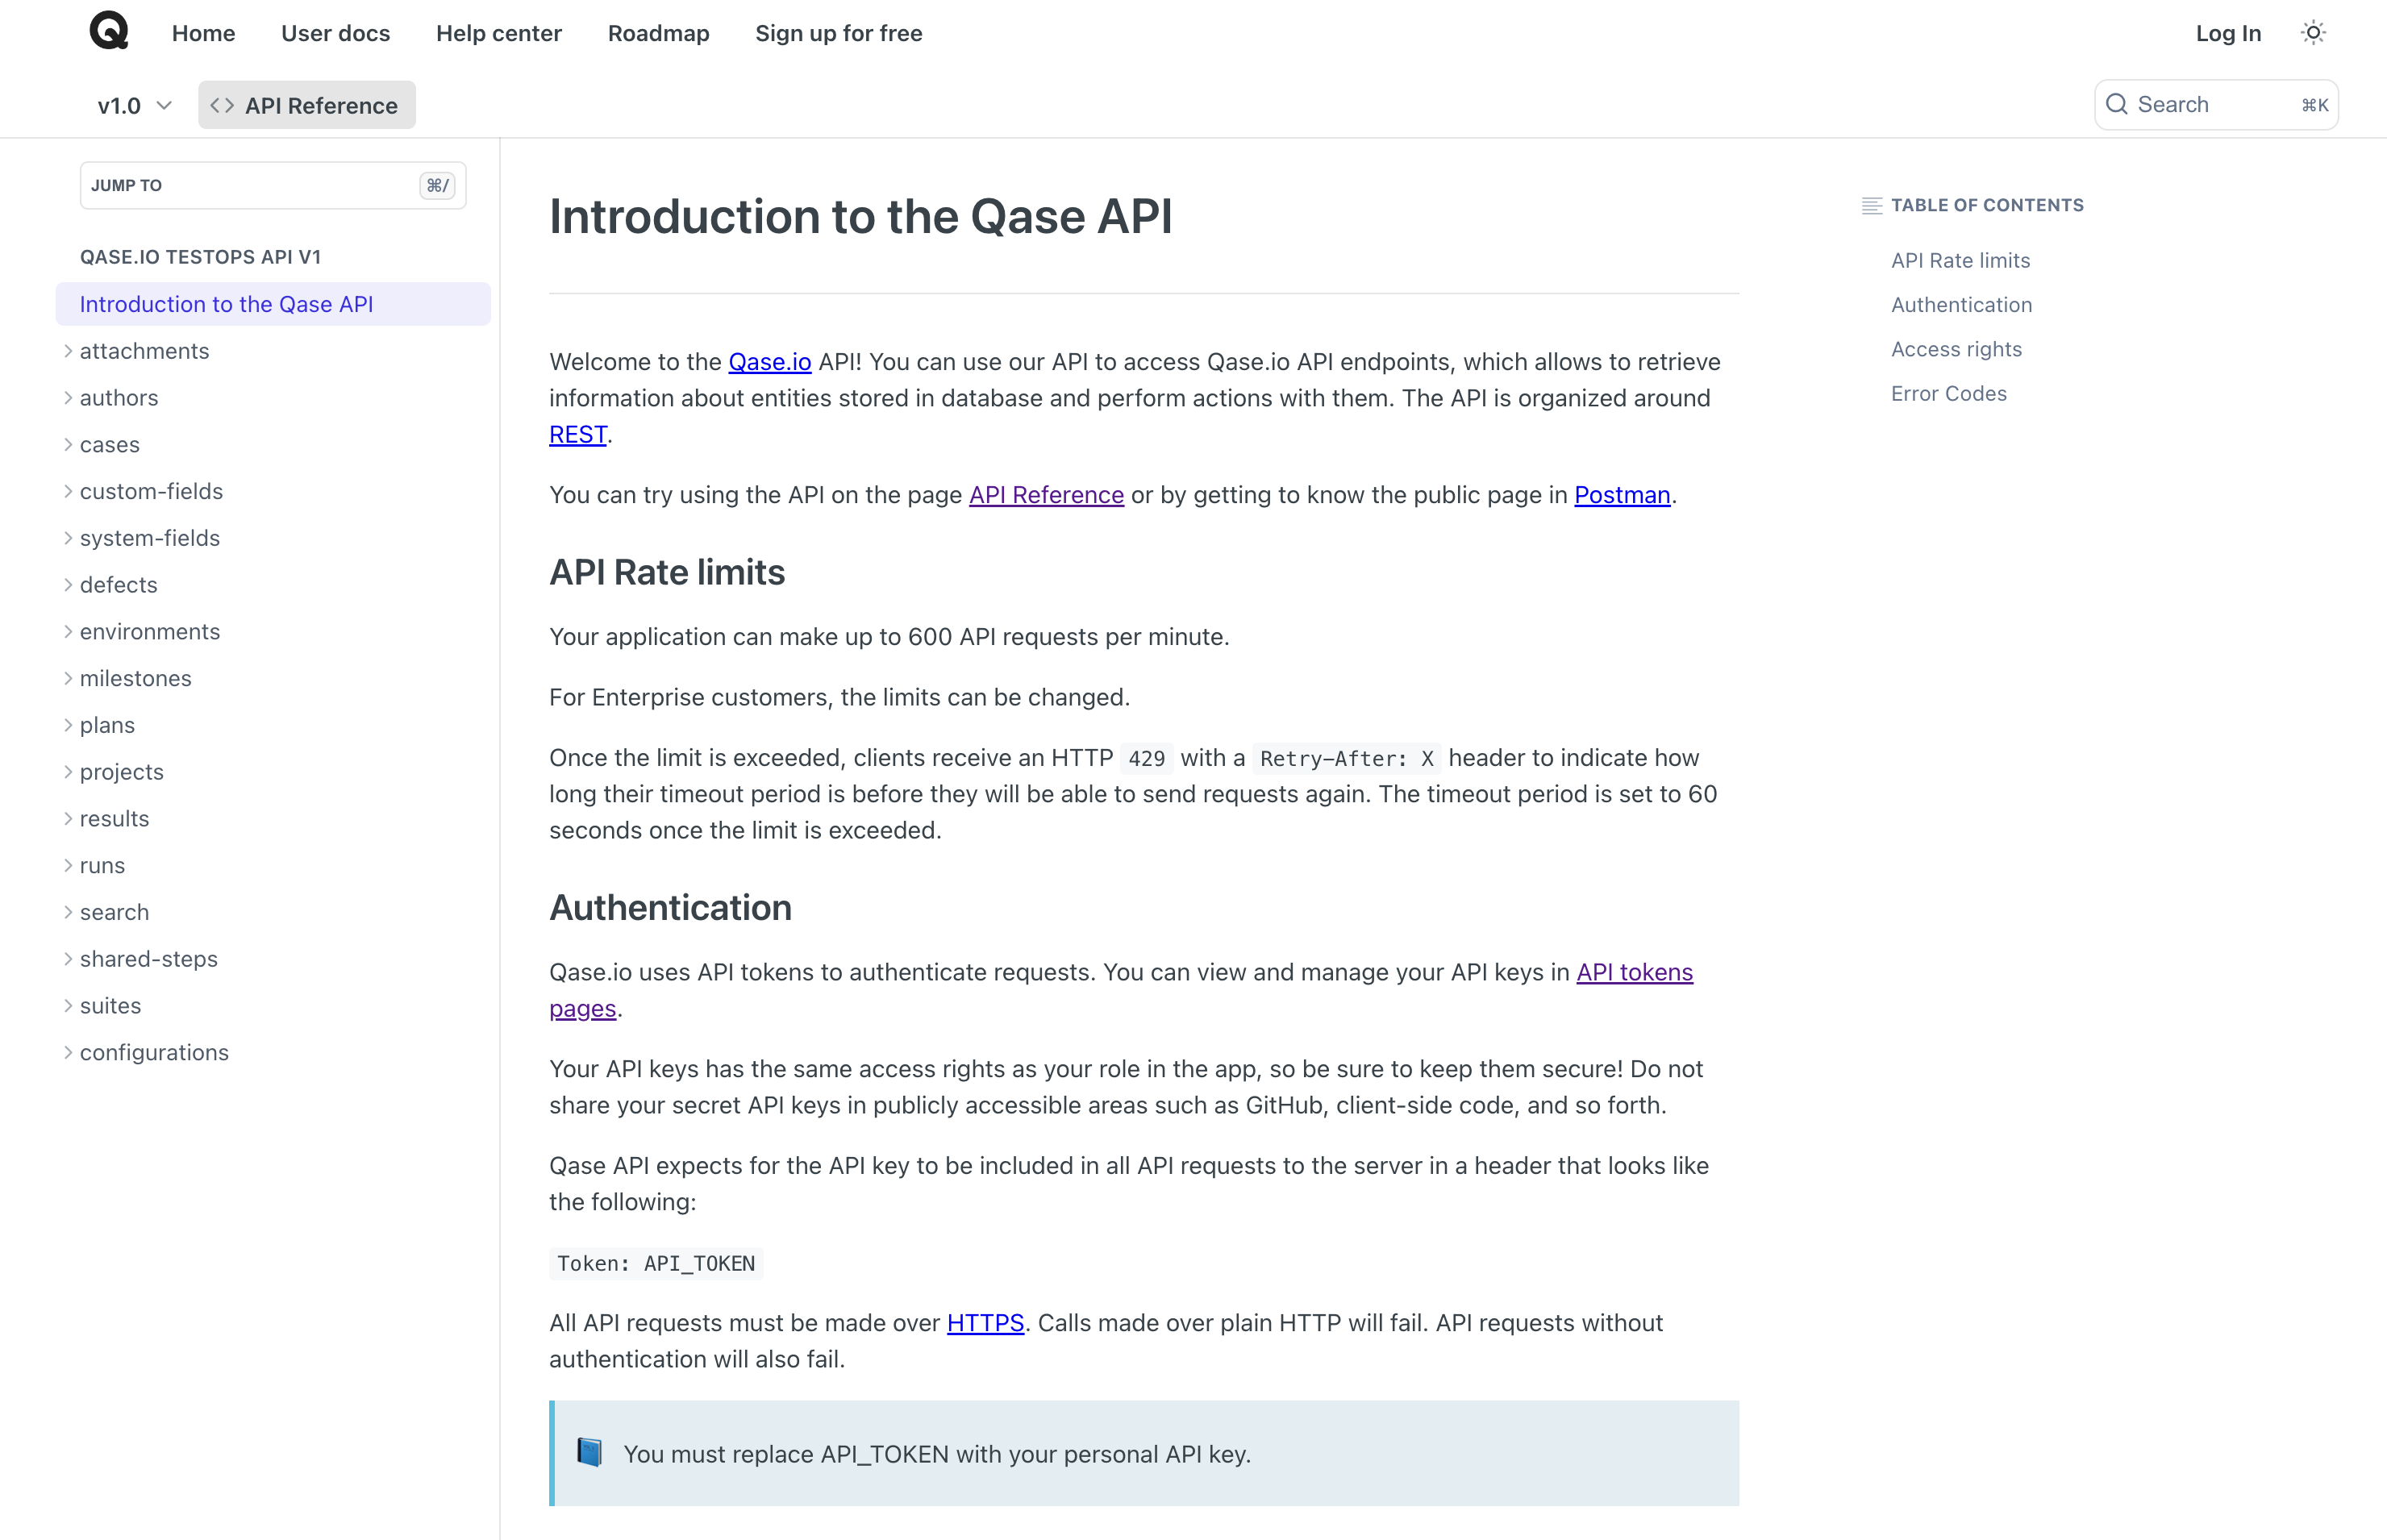 Home User docs Help center Roadmap Sign up for free Log In
v1.0 <> API Reference Search ⌘K
JUMP TO ⌘/
QASE.IO TESTOPS API V1
Introduction to the Qase API
attachments
authors
cases
custom-fields
system-fields
defects
environments
milestones
plans
projects
results
runs
search
shared-steps
suites
configurations
Introduction to the Qase API
Welcome to the Qase.io API! You can use our API to access Qase.io API endpoints, which allows to retrieve
information about entities stored in database and perform actions with them. The API is organized around
REST.
You can try using the API on the page API Reference or by getting to know the public page in Postman.
API Rate limits
Your application can make up to 600 API requests per minute.
For Enterprise customers, the limits can be changed.
Once the limit is exceeded, clients receive an HTTP 429 with a Retry-After: X header to indicate how
long their timeout period is before they will be able to send requests again. The timeout period is set to 60
seconds once the limit is exceeded.
Authentication
Qase.io uses API tokens to authenticate requests. You can view and manage your API keys in API tokens
pages.
Your API keys has the same access rights as your role in the app, so be sure to keep them secure! Do not
share your secret API keys in publicly accessible areas such as GitHub, client-side code, and so forth.
Qase API expects for the API key to be included in all API requests to the server in a header that looks like
the following:
Token: API_TOKEN
All API requests must be made over HTTPS. Calls made over plain HTTP will fail. API requests without
authentication will also fail.
You must replace API_TOKEN with your personal API key.
TABLE OF CONTENTS
API Rate limits
Authentication
Access rights
Error Codes